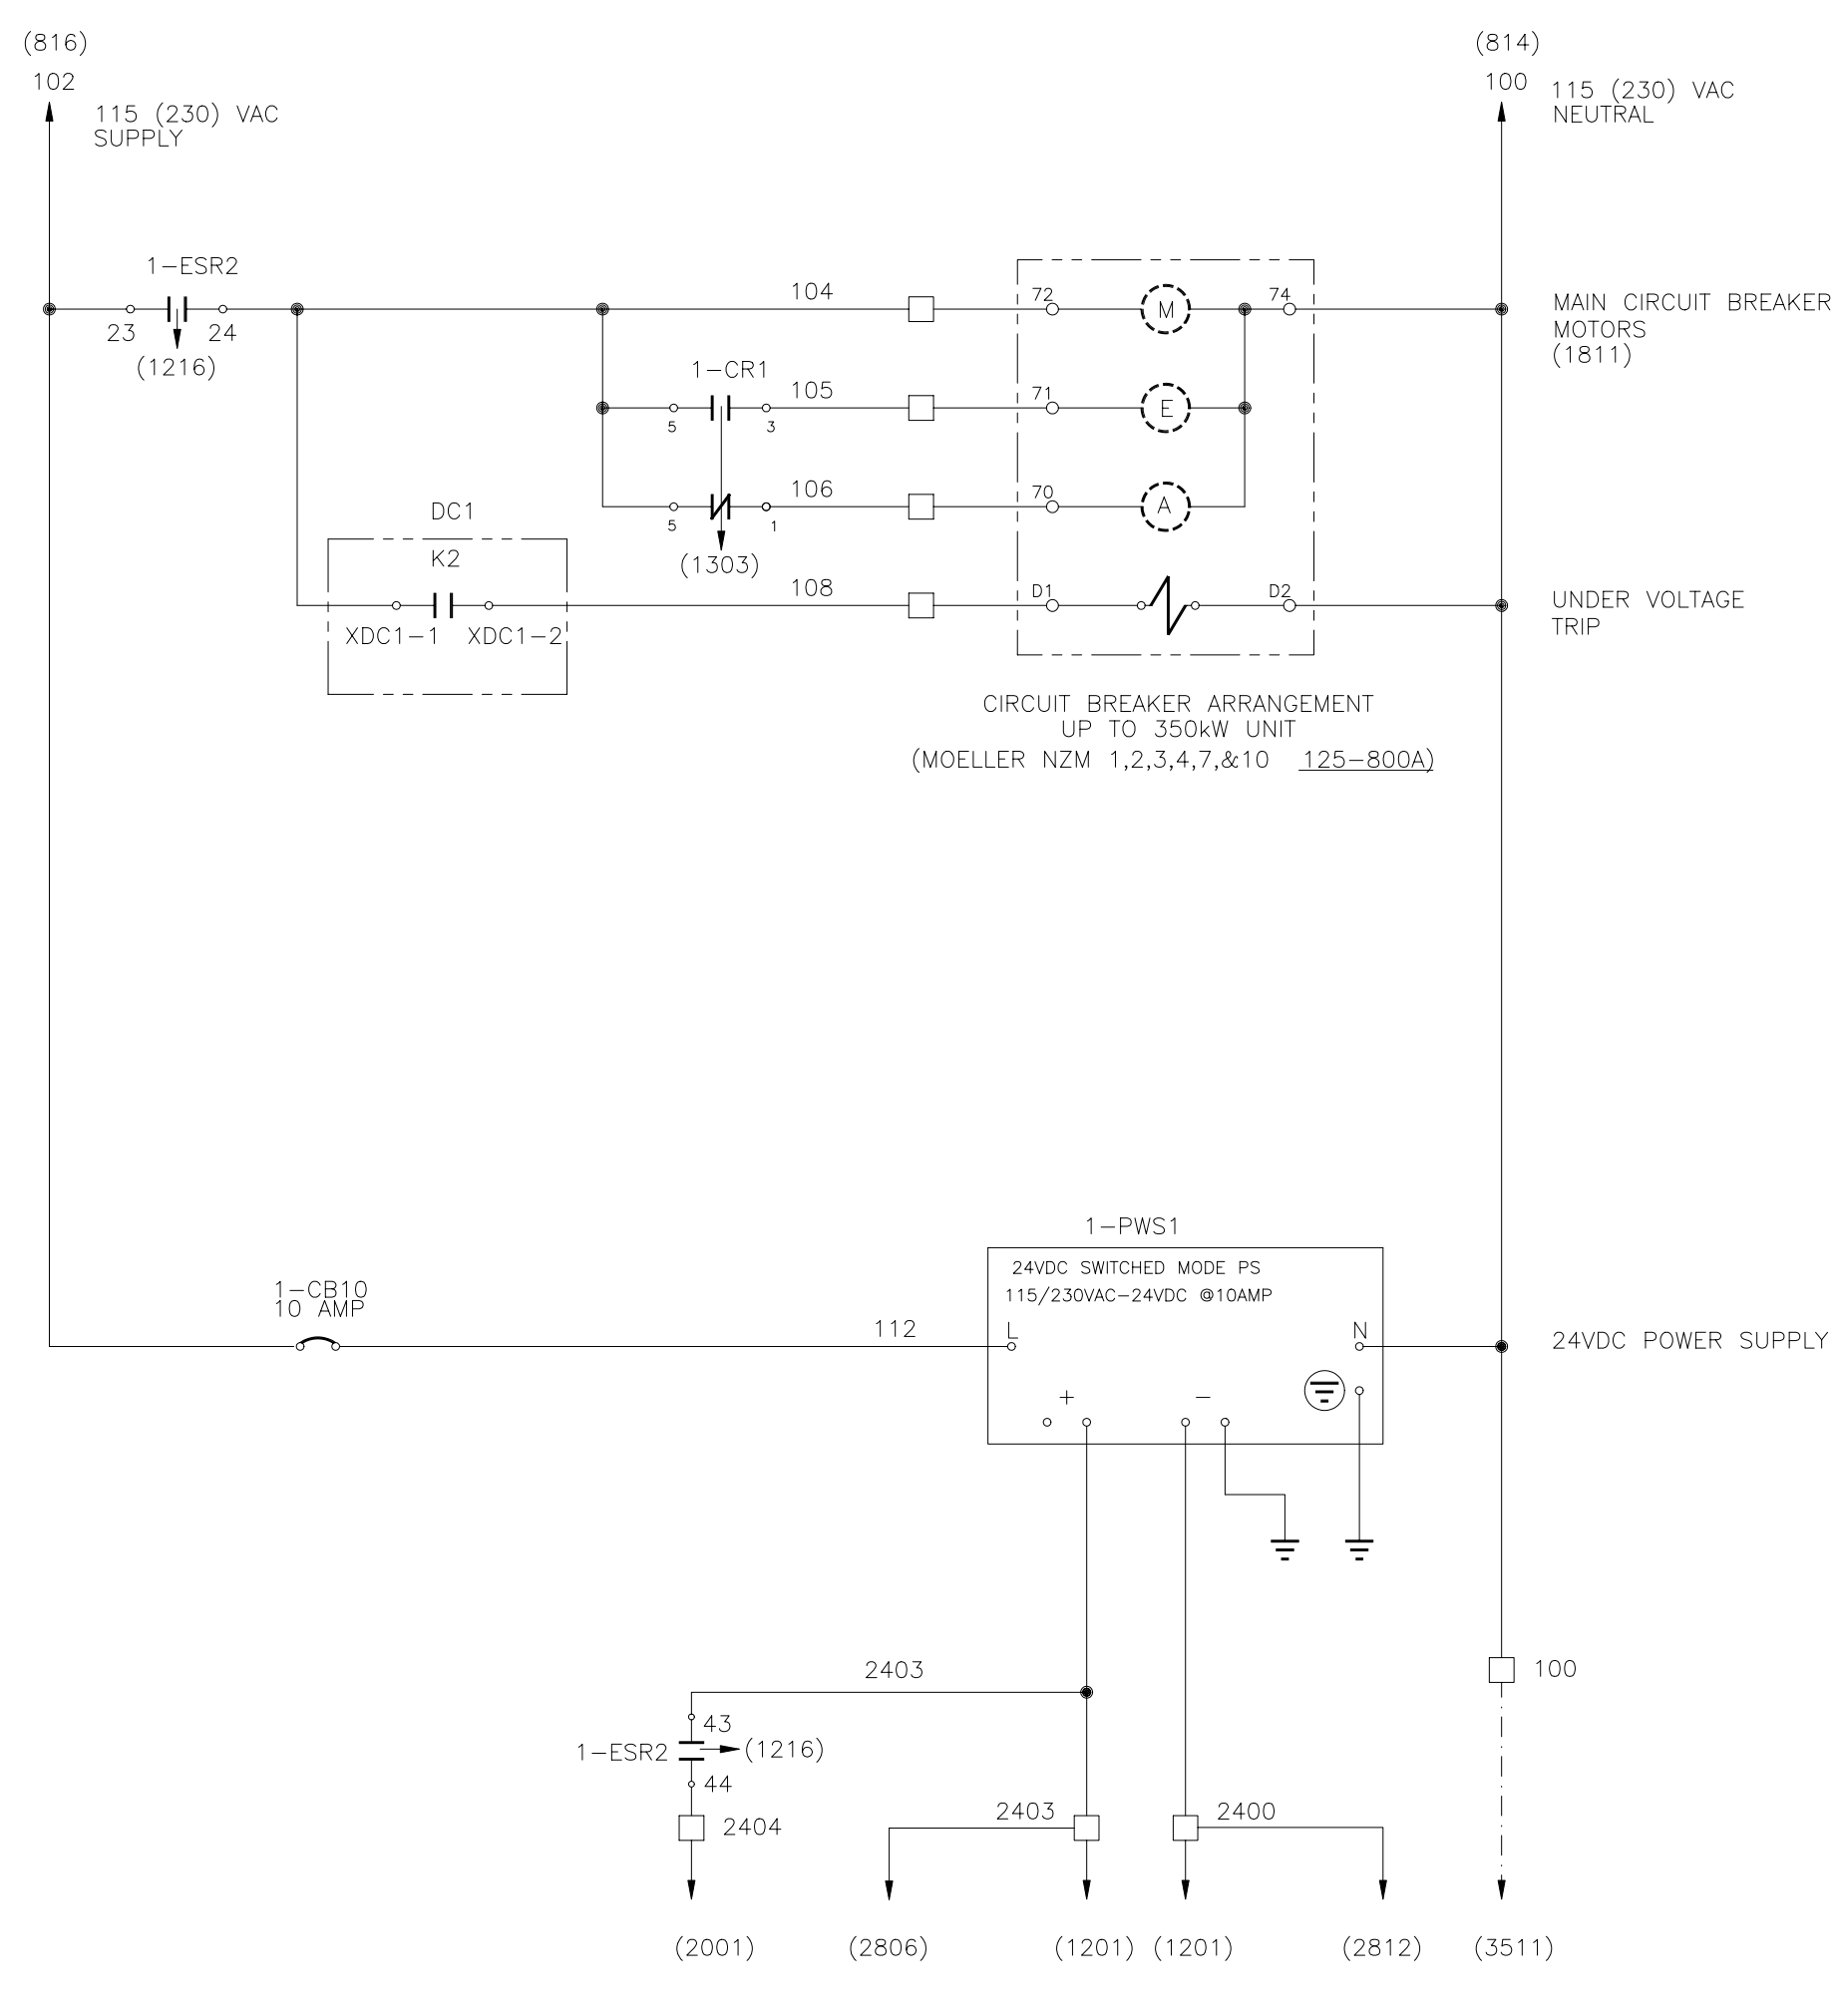 (816)
102
115 (230) VAC
SUPPLY
(814)
100
115 (230) VAC
NEUTRAL
1-ESR2
23
24
(1216)
104
72
M
74
MAIN CIRCUIT BREAKER
MOTORS
(1811)
1-CR1
105
5
3
71
E
106
5
1
70
A
(1303)
DC1
K2
XDC1-1
XDC1-2
108
D1
D2
UNDER VOLTAGE
TRIP
CIRCUIT BREAKER ARRANGEMENT
UP TO 350kW UNIT
(MOELLER NZM 1,2,3,4,7,&10 125-800A)
1-PWS1
24VDC SWITCHED MODE PS
115/230VAC-24VDC @10AMP
1-CB10
10 AMP
112
L
N
24VDC POWER SUPPLY
+
-
2403
100
43
1-ESR2
(1216)
44
2404
2403
2400
(2001)
(2806)
(1201)
(1201)
(2812)
(3511)